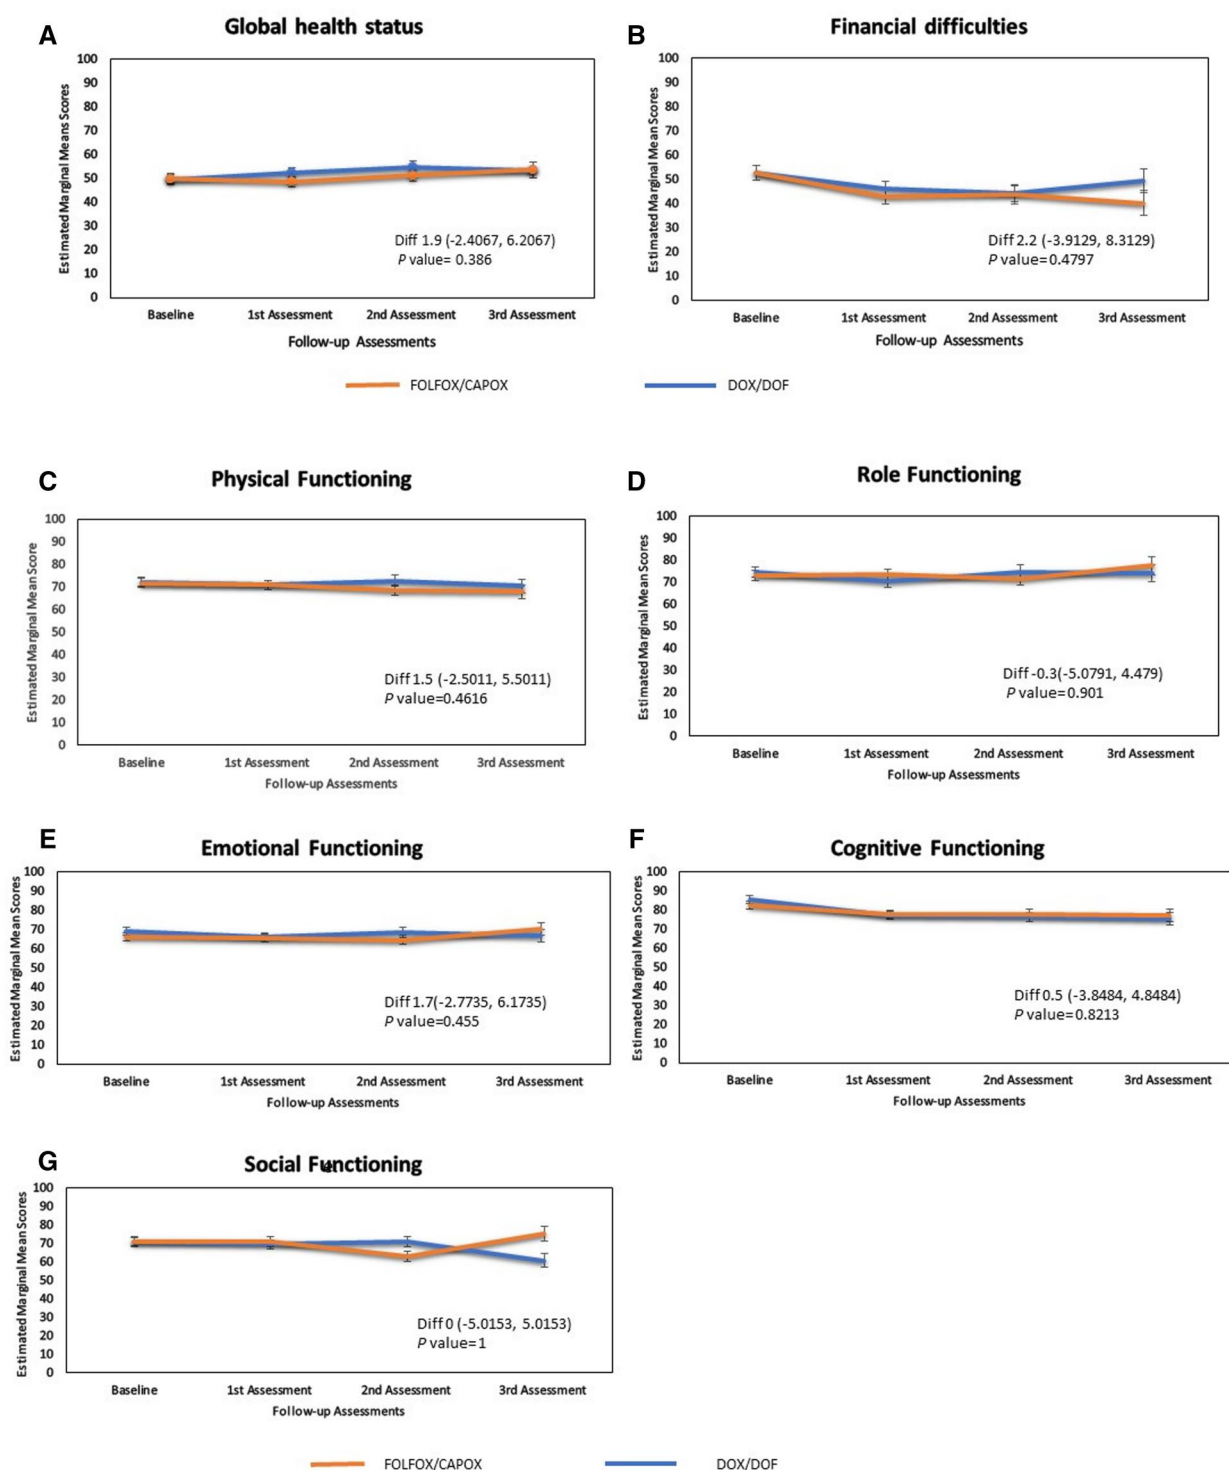 A
Global health status
Estimated Marginal Means Scores
100
90
80
70
60
50
40
30
20
10
0
Diff 1.9 (-2.4067, 6.2067)
P value= 0.386
Baseline 1st Assessment 2nd Assessment 3rd Assessment
Follow-up Assessments
B
Financial difficulties
Estimated Marginal Mean Scores
100
90
80
70
60
50
40
30
20
10
0
Diff 2.2 (-3.9129, 8.3129)
P value=0.4797
Baseline 1st Assessment 2nd Assessment 3rd Assessment
Follow-up Assessments
FOLFOX/CAPOX DOX/DOF
C
Physical Functioning
Estimated Marginal Mean Score
100
90
80
70
60
50
40
30
20
10
0
Diff 1.5 (-2.5011, 5.5011)
P value=0.4616
Baseline 1st Assessment 2nd Assessment 3rd Assessment
Follow-up Assessments
D
Role Functioning
Estimated Marginal Mean Scores
100
90
80
70
60
50
40
30
20
10
0
Diff -0.3(-5.0791, 4.479)
P value=0.901
Baseline 1st Assessment 2nd Assessment 3rd Assessment
Follow-up Assessments
E
Emotional Functioning
Estimated Marginal Mean Scores
100
90
80
70
60
50
40
30
20
10
0
Diff 1.7(-2.7735, 6.1735)
P value=0.455
Baseline 1st Assessment 2nd Assessment 3rd Assessment
Follow-up Assessments
F
Cognitive Functioning
Estimated Marginal Mean Scores
100
90
80
70
60
50
40
30
20
10
0
Diff 0.5 (-3.8484, 4.8484)
P value=0.8213
Baseline 1st Assessment 2nd Assessment 3rd Assessment
Follow-up Assessments
G
Social Functioning
Estimated Marginal Mean Scores
100
90
80
70
60
50
40
30
20
10
0
Diff 0 (-5.0153, 5.0153)
P value=1
Baseline 1st Assessment 2nd Assessment 3rd Assessment
Follow-up Assessments
FOLFOX/CAPOX DOX/DOF